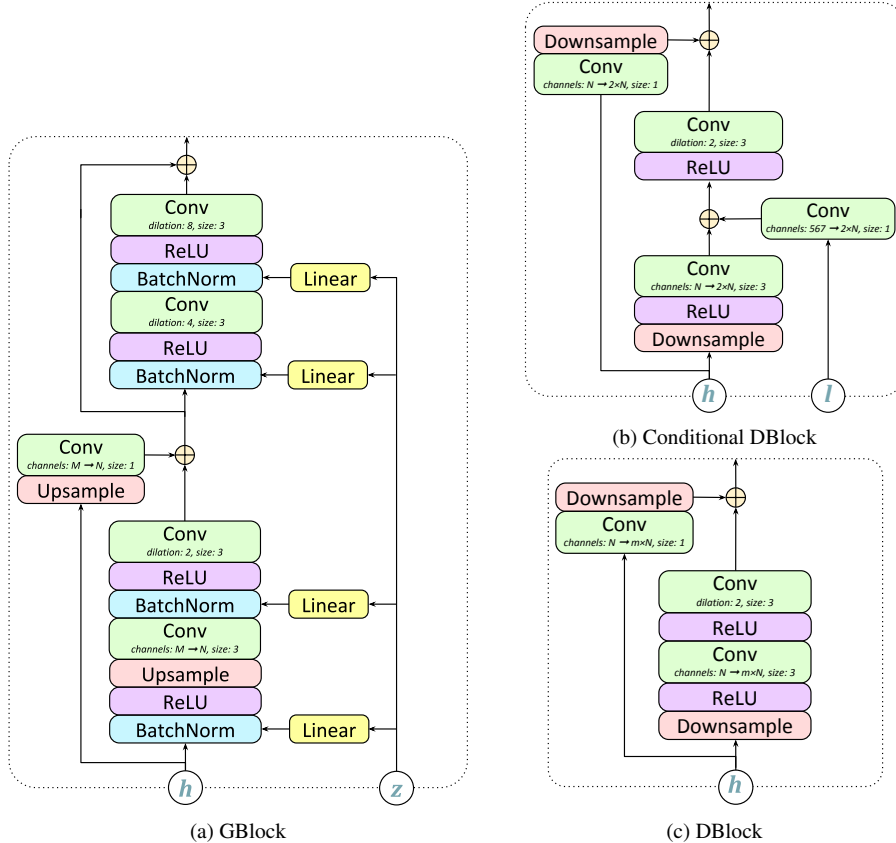 Conv
dilation: 8, size: 3
ReLU
BatchNorm
Linear
Conv
dilation: 4, size: 3
ReLU
BatchNorm
Linear
Conv
channels: M → N, size: 1
Upsample
Conv
dilation: 2, size: 3
ReLU
BatchNorm
Linear
Conv
channels: M → N, size: 3
Upsample
ReLU
BatchNorm
Linear
h
z
(a) GBlock
Downsample
Conv
channels: N → 2×N, size: 1
Conv
dilation: 2, size: 3
ReLU
Conv
channels: 567 → 2×N, size: 1
Conv
channels: N → 2×N, size: 3
ReLU
Downsample
h
l
(b) Conditional DBlock
Downsample
Conv
channels: N → m×N, size: 1
Conv
dilation: 2, size: 3
ReLU
Conv
channels: N → m×N, size: 3
ReLU
Downsample
h
(c) DBlock